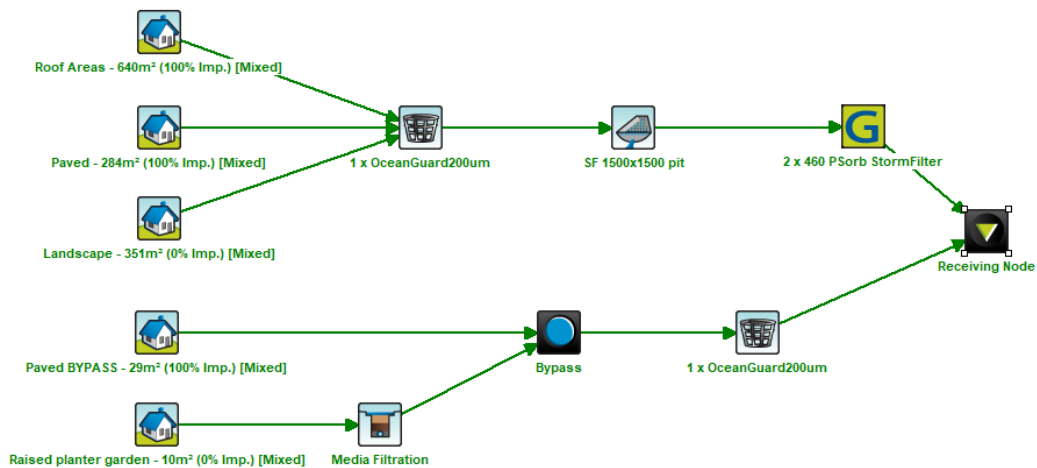 Roof Areas - 640m² (100% Imp.) [Mixed]
Paved - 284m² (100% Imp.) [Mixed]
1 x OceanGuard200um
SF 1500x1500 pit
G
2 x 460 PSorb StormFilter
Landscape - 351m² (0% Imp.) [Mixed]
Receiving Node
Paved BYPASS - 29m² (100% Imp.) [Mixed]
Bypass
1 x OceanGuard200um
Raised planter garden - 10m² (0% Imp.) [Mixed]
Media Filtration